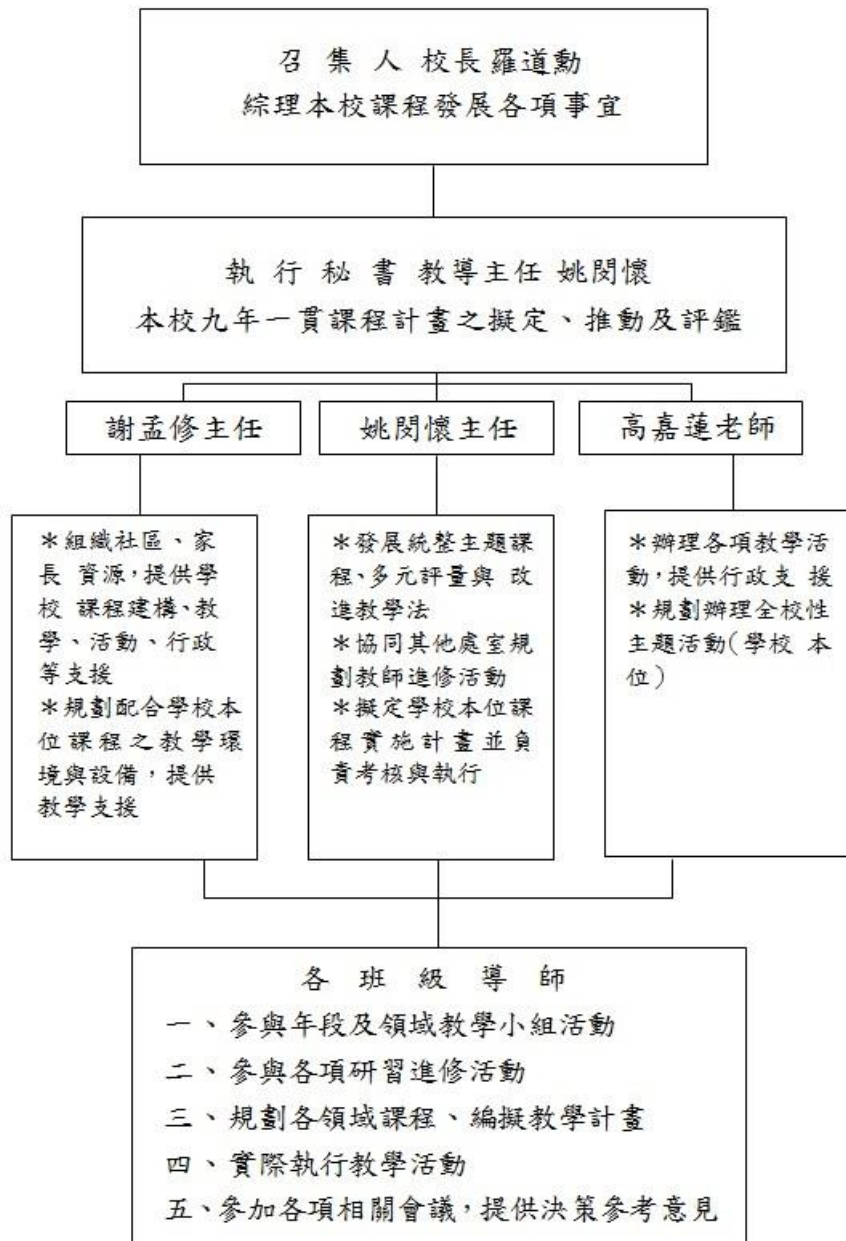 召 集 人 校長羅道勳
綜理本校課程發展各項事宜
執 行 秘 書 教導主任 姚閔懷
本校九年一貫課程計畫之擬定、推動及評鑑
謝孟修主任
姚閔懷主任
高嘉蓮老師
＊組織社區、家
長 資源，提供學
校 課程建構、教
學、活動、行政
等支援
＊規劃配合學校本
位課程之教學環
境與設備，提供
教學支援
＊發展統整主題課
程、多元評量與 改
進教學法
＊協同其他處室規
劃教師進修活動
＊擬定學校本位課
程實施計畫並負
責考核與執行
＊辦理各項教學活
動，提供行政支 援
＊規劃辦理全校性
主題活動(學校 本
位)
各 班 級 導 師
一、參與年段及領域教學小組活動
二、參與各項研習進修活動
三、規劃各領域課程、編擬教學計畫
四、實際執行教學活動
五、參加各項相關會議，提供決策參考意見